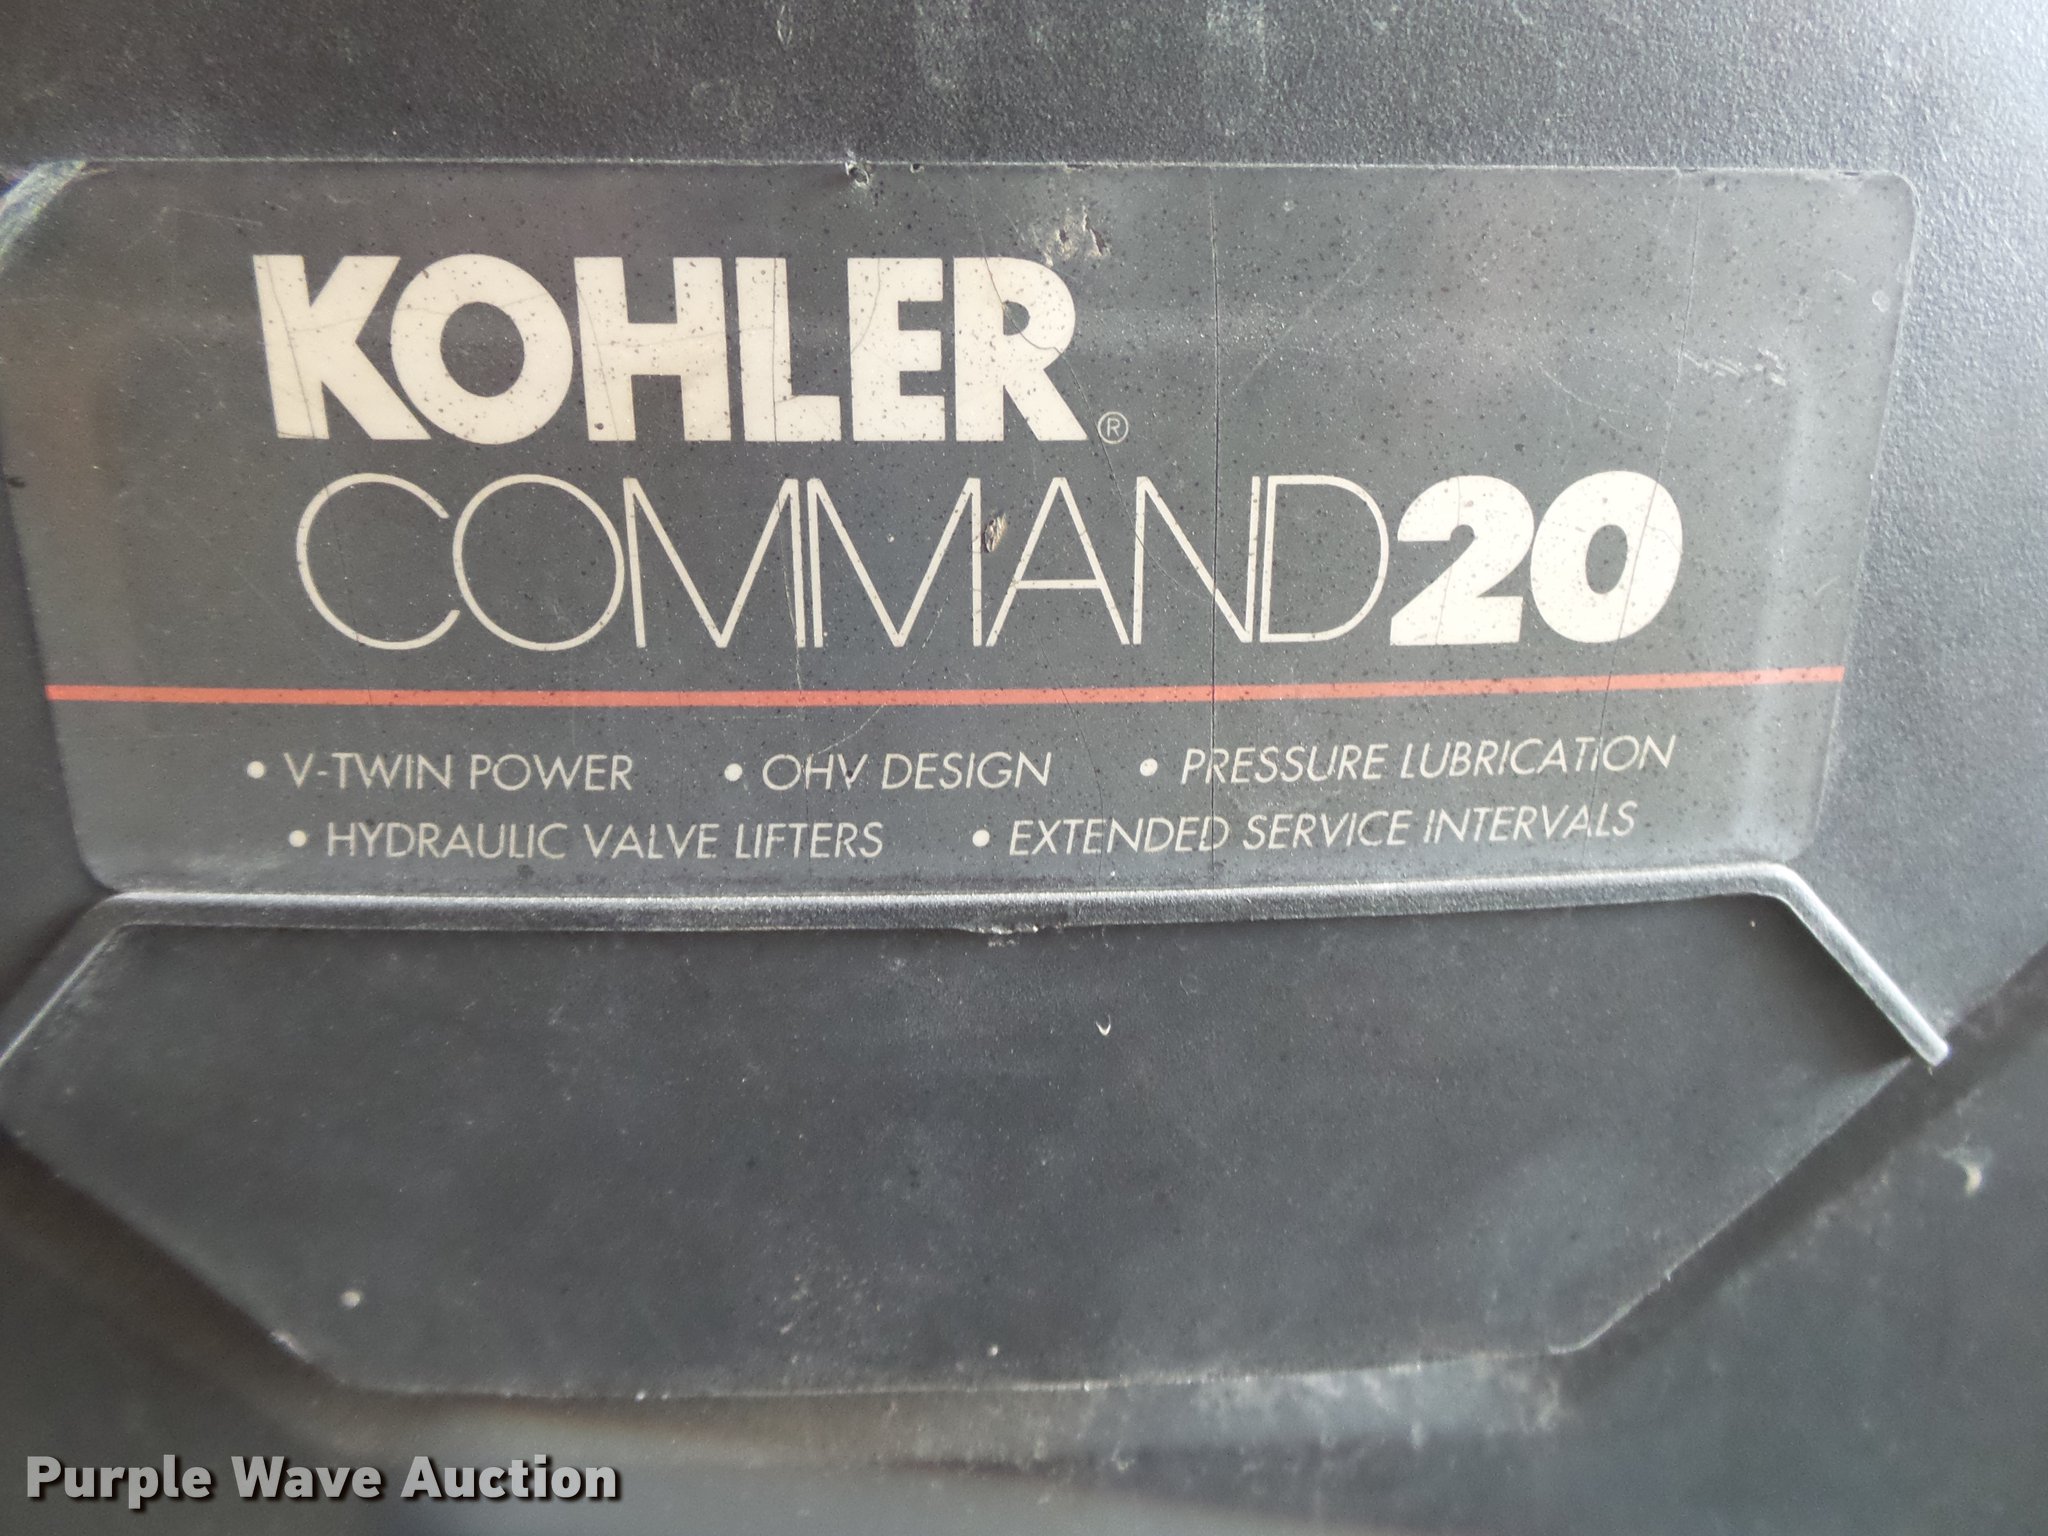 KOHLER®
COMMAND20
• V-TWIN POWER • OHV DESIGN • PRESSURE LUBRICATION
• HYDRAULIC VALVE LIFTERS • EXTENDED SERVICE INTERVALS
Purple Wave Auction